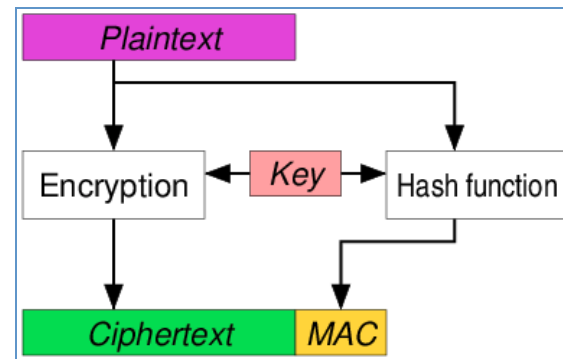 Plaintext
Encryption
Key
Hash function
Ciphertext
MAC